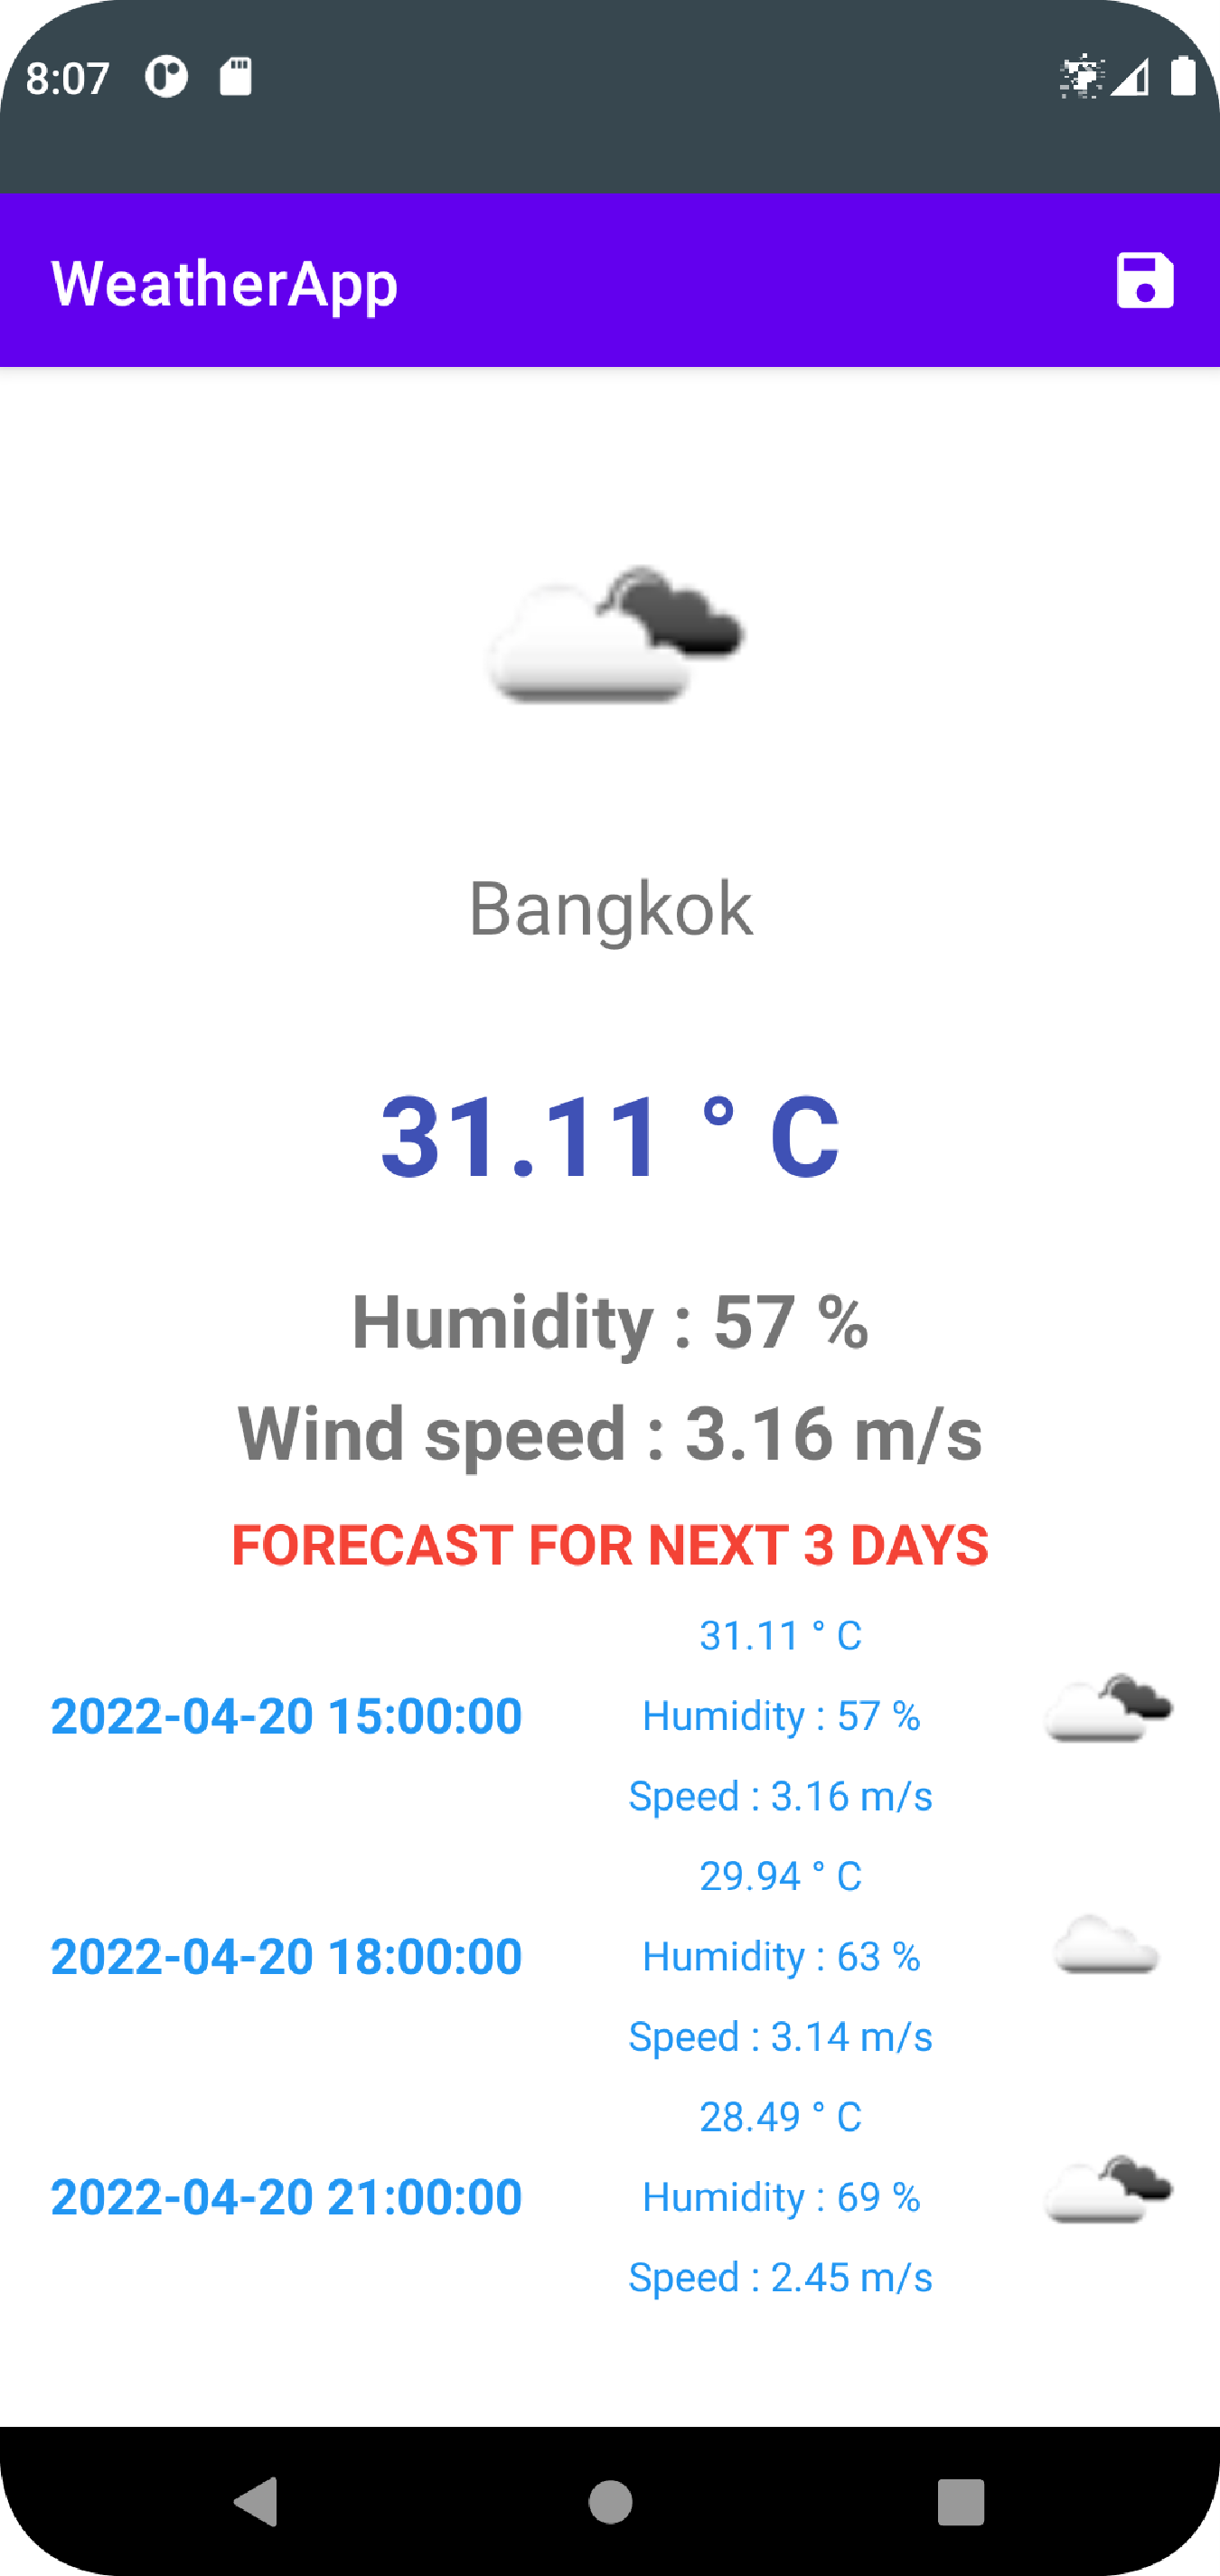 8:07
WeatherApp
Bangkok
31.11 ° C
Humidity : 57 %
Wind speed : 3.16 m/s
FORECAST FOR NEXT 3 DAYS
31.11 ° C
2022-04-20 15:00:00 Humidity : 57 %
Speed : 3.16 m/s
29.94 ° C
2022-04-20 18:00:00 Humidity : 63 %
Speed : 3.14 m/s
28.49 ° C
2022-04-20 21:00:00 Humidity : 69 %
Speed : 2.45 m/s